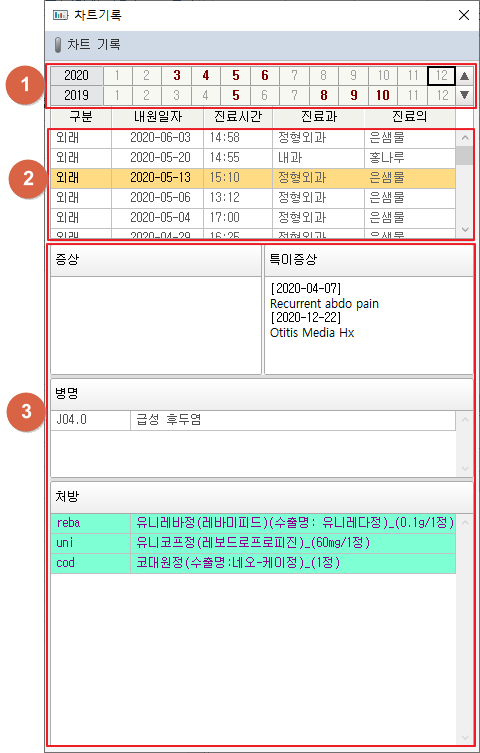 차트기록
차트 기록
1
2020 1 2 3 4 5 6 7 8 9 10 11 12
2019 1 2 3 4 5 6 7 8 9 10 11 12
구분 내원일자 진료시간 진료과 진료의
2
외래 2020-06-03 14:58 정형외과 은샘물
외래 2020-05-20 14:55 내과 홍나루
외래 2020-05-13 15:10 정형외과 은샘물
외래 2020-05-06 13:12 정형외과 은샘물
외래 2020-05-04 17:00 정형외과 은샘물
외래 2020-04-29 16:25 정형외과 은샘물
3
증상
특이증상
[2020-04-07]
Recurrent abdo pain
[2020-12-22]
Otitis Media Hx
병명
J04.0 급성 후두염
처방
reba 유니레바정(레바미피드)(수출명: 유니레다정)_(0.1g/1정)
uni 유니코프정(레보드로프로피진)_(60mg/1정)
cod 코대원정(수출명:네오-케이정)_(1정)